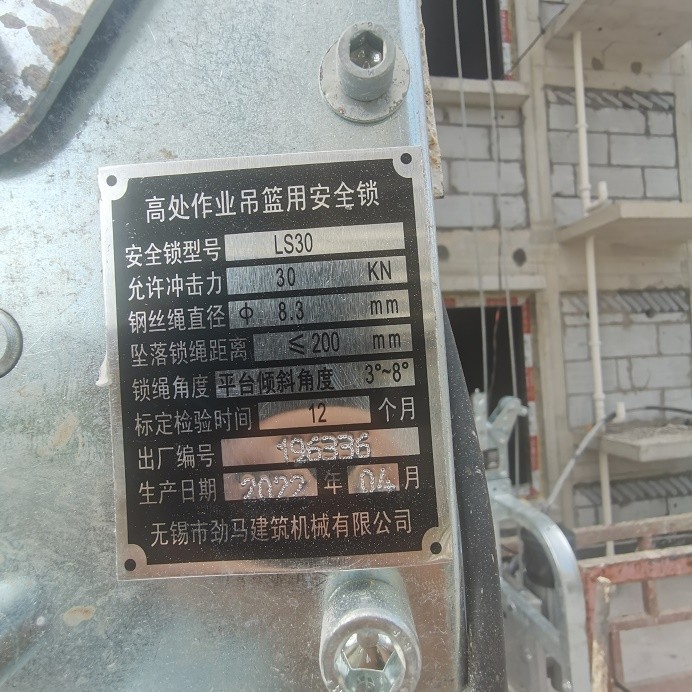 高处作业吊篮用安全锁
安全锁型号 LS30
允许冲击力 30 KN
钢丝绳直径 Φ 8.3 mm
坠落锁绳距离 ≤200 mm
锁绳角度 平台倾斜角度 3°~8°
标定检验时间 12 个月
出厂编号 196336
生产日期 2022 年 04 月
无锡市劲马建筑机械有限公司